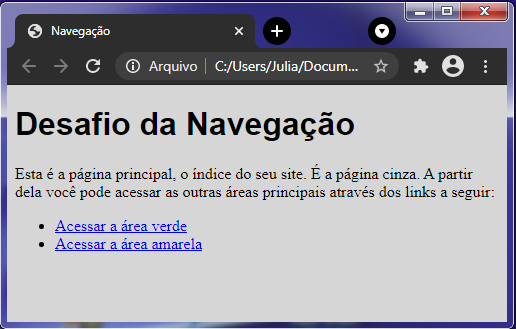 Navegação
Arquivo C:/Users/Julia/Docum...
Desafio da Navegação
Esta é a página principal, o índice do seu site. É a página cinza. A partir
dela você pode acessar as outras áreas principais através dos links a seguir:
Acessar a área verde
Acessar a área amarela